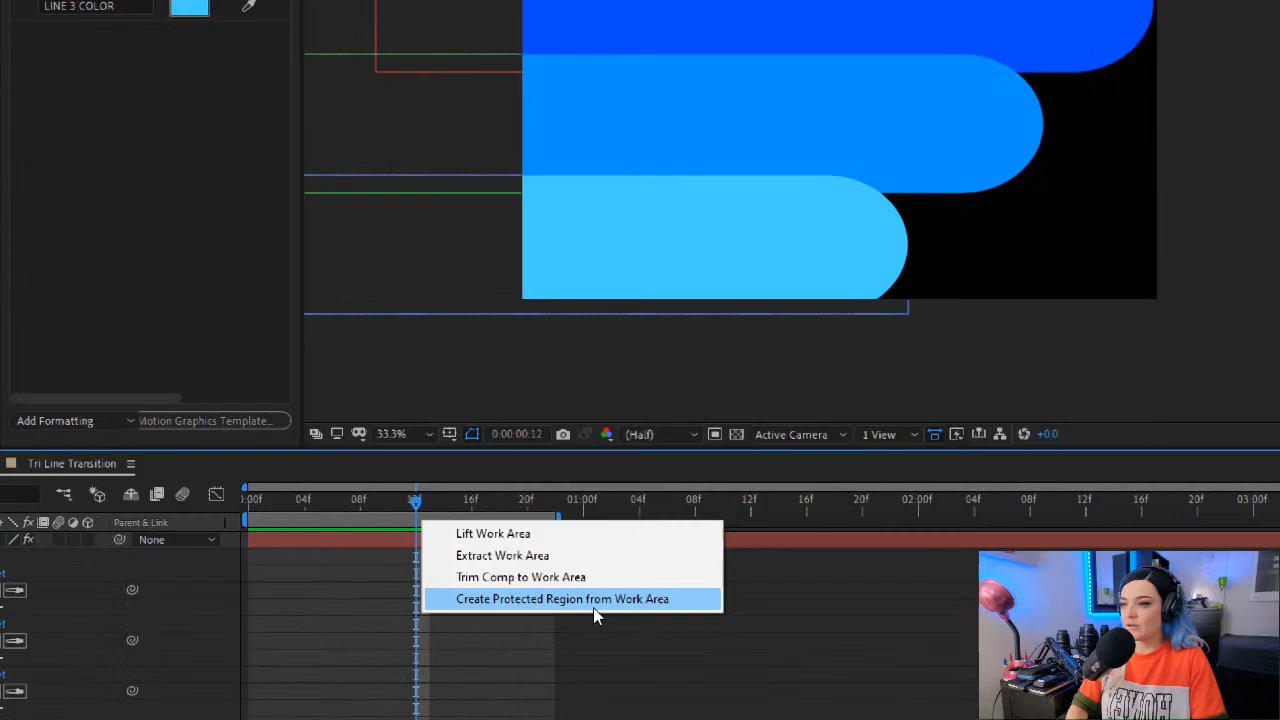 LINE 3 COLOR
Add Formatting
Motion Graphics Template...
33.3%
0:00:00:12
(Half)
Active Camera
1 View
+0.0
Tri Line Transition
:00f 04f 08f 12f 16f 20f 01:00f 04f 08f 12f 16f 20f 02:00f 04f 08f 12f 16f 20f 03:00f
fx
Parent & Link
fx
None
Lift Work Area
Extract Work Area
Trim Comp to Work Area
Create Protected Region from Work Area